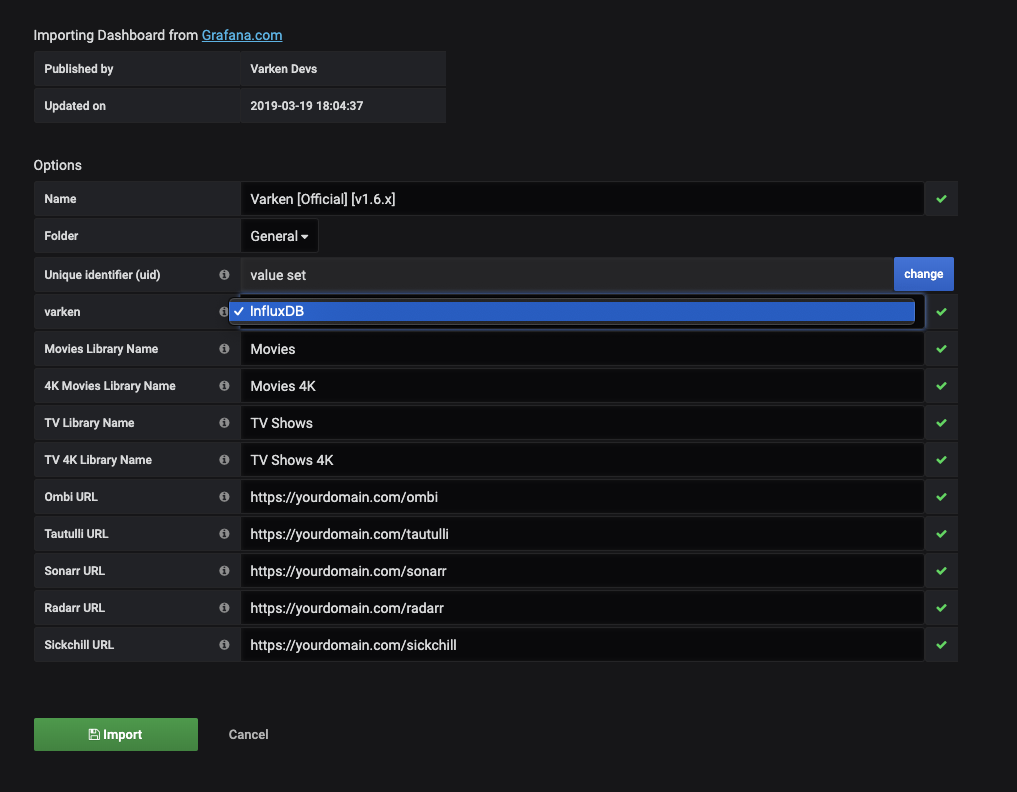 Importing Dashboard from Grafana.com
Published by Varken Devs
Updated on 2019-03-19 18:04:37
Options
Name Varken [Official] [v1.6.x]
Folder General
Unique identifier (uid) value set change
varken InfluxDB
Movies Library Name Movies
4K Movies Library Name Movies 4K
TV Library Name TV Shows
TV 4K Library Name TV Shows 4K
Ombi URL https://yourdomain.com/ombi
Tautulli URL https://yourdomain.com/tautulli
Sonarr URL https://yourdomain.com/sonarr
Radarr URL https://yourdomain.com/radarr
Sickchill URL https://yourdomain.com/sickchill
Import Cancel